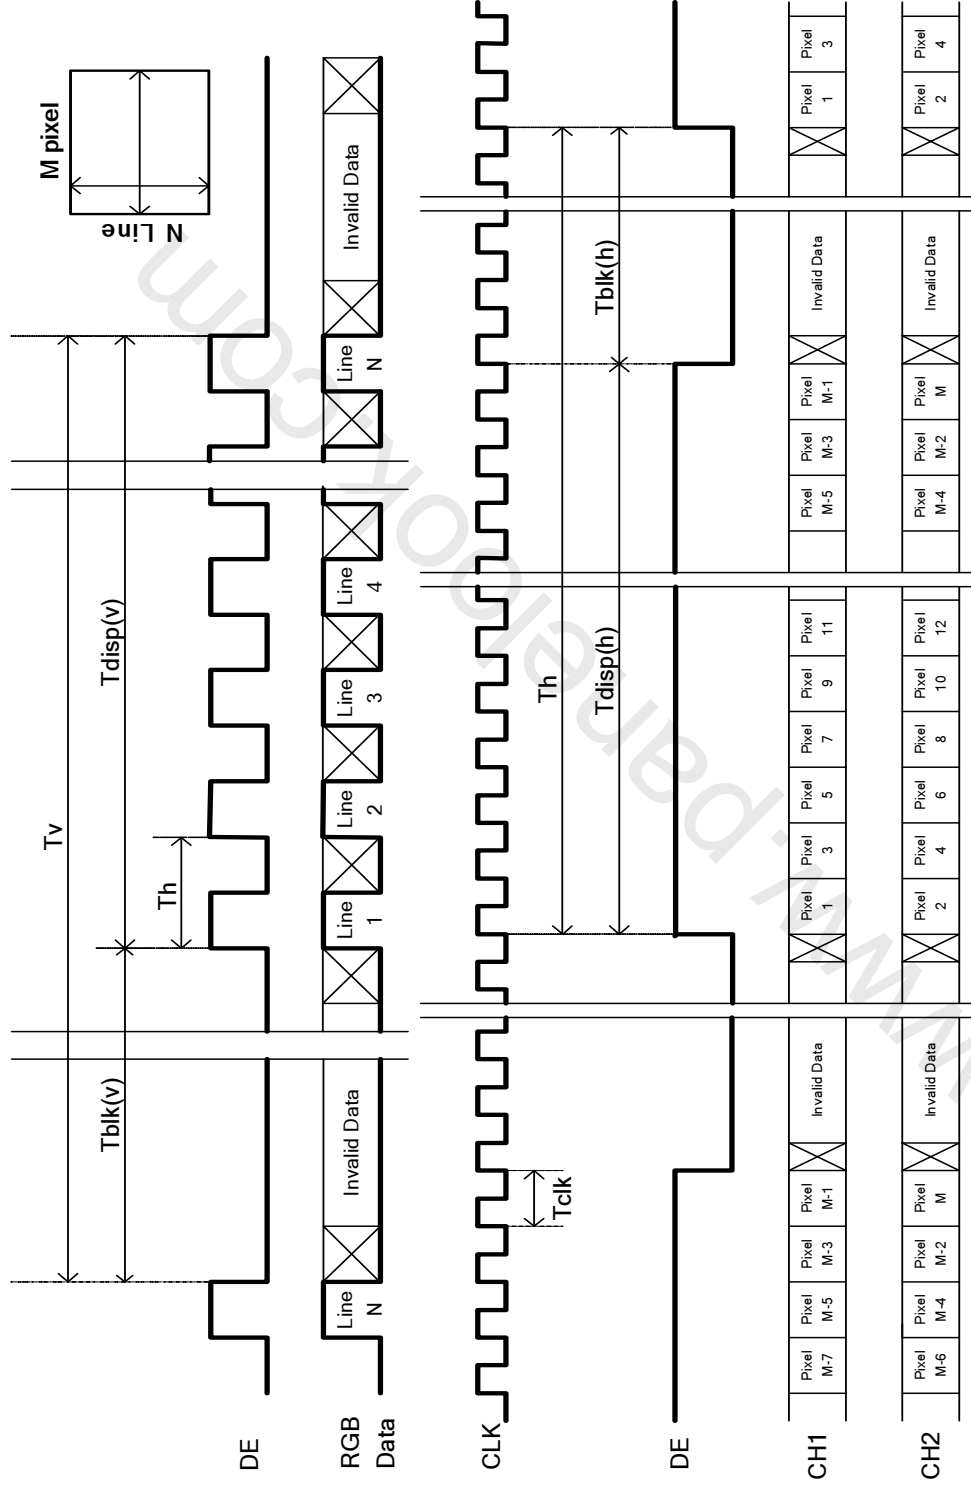 M pixel
N Line
Tv
Tblk(v)
Tdisp(v)
Th
DE
RGB
Data
Line
N
Invalid Data
Line
1
Line
2
Line
3
Line
4
Line
N
Invalid Data
CLK
Tclk
Th
Tdisp(h)
Tblk(h)
DE
CH1
Pixel
M-7
Pixel
M-5
Pixel
M-3
Pixel
M-1
Invalid Data
Pixel
1
Pixel
3
Pixel
5
Pixel
7
Pixel
9
Pixel
11
Pixel
M-5
Pixel
M-3
Pixel
M-1
Invalid Data
Pixel
1
Pixel
3
CH2
Pixel
M-6
Pixel
M-4
Pixel
M-2
Pixel
M
Invalid Data
Pixel
2
Pixel
4
Pixel
6
Pixel
8
Pixel
10
Pixel
12
Pixel
M-4
Pixel
M-2
Pixel
M
Invalid Data
Pixel
2
Pixel
4
ww.panelook.com